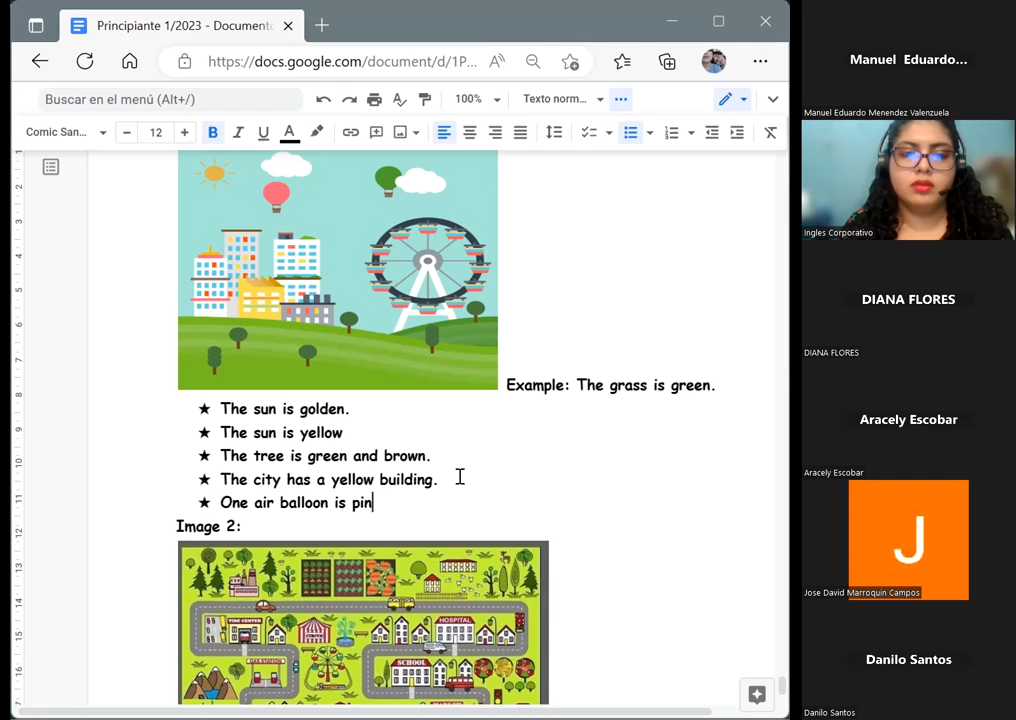 Principiante 1/2023 - Documento
https://docs.google.com/document/d/1P...
Buscar en el menú (Alt+/)
100%
Texto norm...
Comic San...
12
Example: The grass is green.
★ The sun is golden.
★ The sun is yellow
★ The tree is green and brown.
★ The city has a yellow building.
★ One air balloon is pin
Image 2:
TIRE CENTER
CIRCUS
HOSPITAL
GAS STATION
SCHOOL
Manuel Eduardo...
Manuel Eduardo Menendez Valenzuela
Ingles Corporativo
DIANA FLORES
DIANA FLORES
Aracely Escobar
Aracely Escobar
J
Jose David Marroquin Campos
Danilo Santos
Danilo Santos